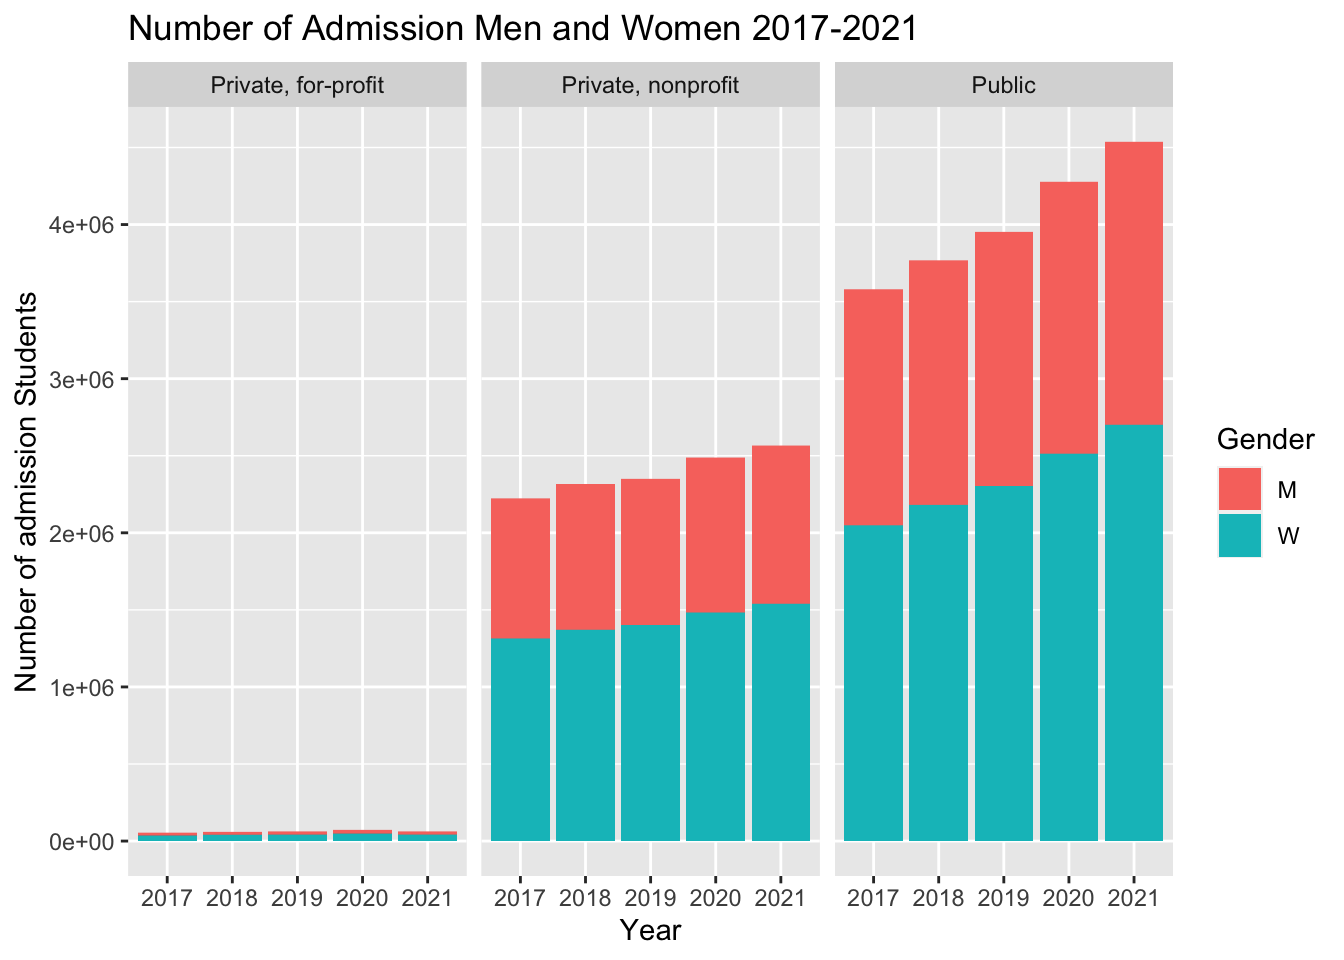 Number of Admission Men and Women 2017-2021
Private, for-profit
Private, nonprofit
Public
Number of admission Students
4e+06
3e+06
2e+06
1e+06
0e+00
2017 2018 2019 2020 2021
2017 2018 2019 2020 2021
2017 2018 2019 2020 2021
Year
Gender
M
W